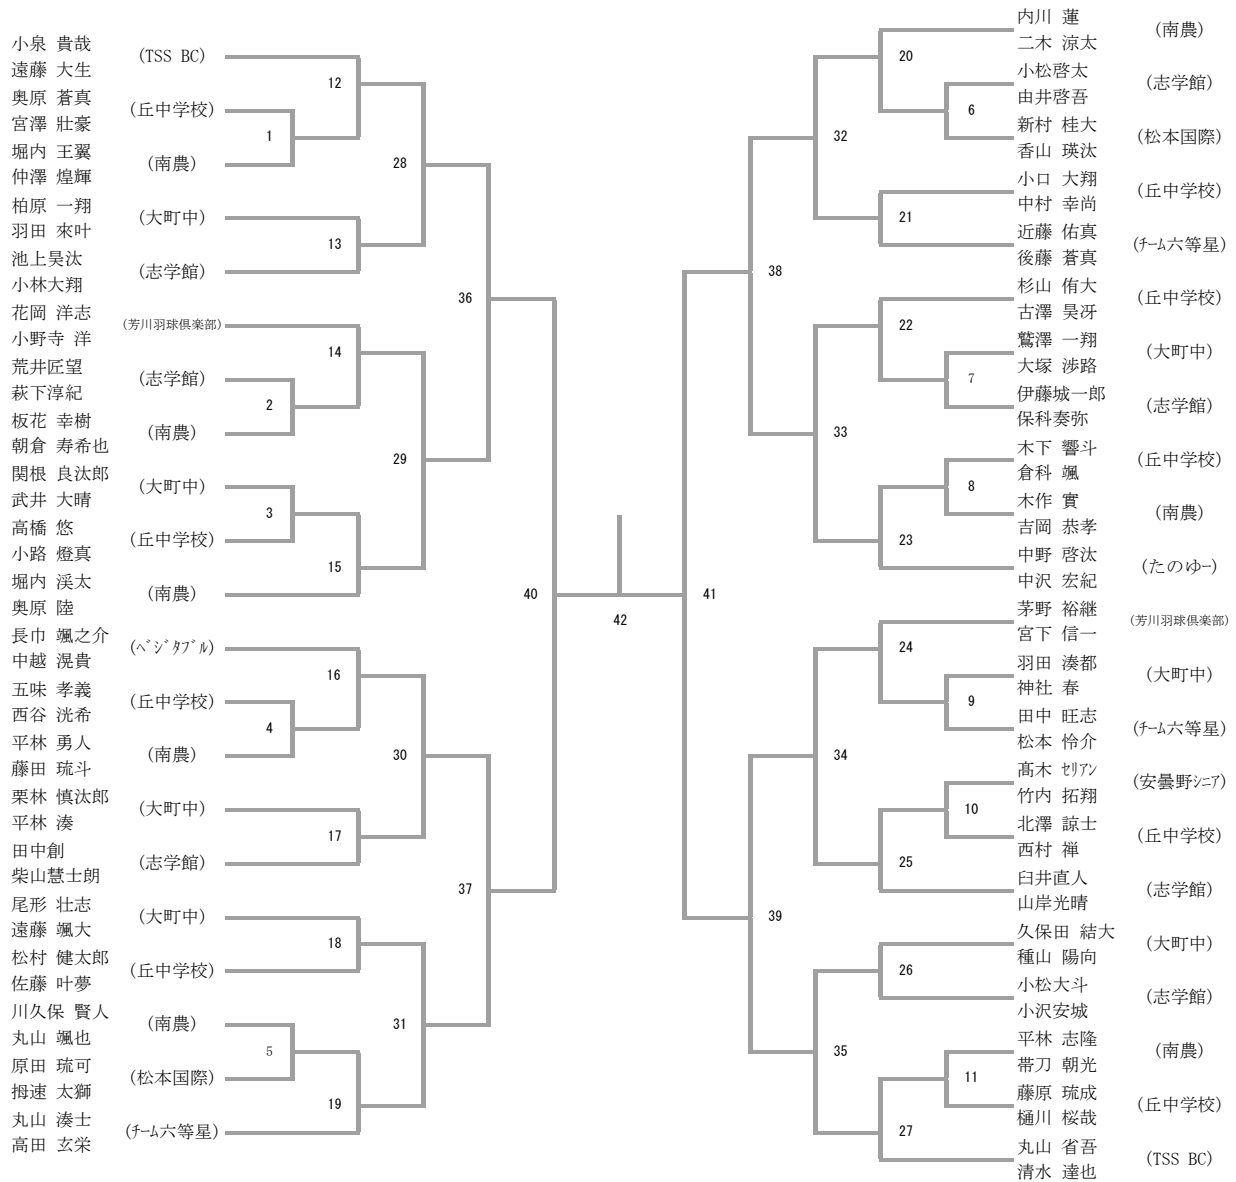 小泉 貴哉
遠藤 大生
(TSS BC)
奥原 蒼真
宮澤 壯豪
(丘中学校)
堀内 王翼
仲澤 煌輝
(南農)
柏原 一翔
羽田 來叶
(大町中)
池上昊汰
小林大翔
(志学館)
花岡 洋志
小野寺 洋
(芳川羽球倶楽部)
荒井匠望
萩下淳紀
(志学館)
板花 幸樹
朝倉 寿希也
(南農)
関根 良汰郎
武井 大晴
(大町中)
高橋 悠
小路 燈真
(丘中学校)
堀内 渓太
奥原 陸
(南農)
長巾 颯之介
中越 滉貴
(ベジタブル)
五味 孝義
西谷 洸希
(丘中学校)
平林 勇人
藤田 琉斗
(南農)
栗林 慎汰郎
平林 湊
(大町中)
田中創
柴山慧士朗
(志学館)
尾形 壮志
遠藤 颯大
(大町中)
松村 健太郎
佐藤 叶夢
(丘中学校)
川久保 賢人
丸山 颯也
(南農)
原田 琉可
拇速 太獅
(松本国際)
丸山 湊士
高田 玄栄
(チーム六等星)
1
2
3
4
5
12
13
14
15
16
17
18
19
28
29
30
31
36
37
40
42
41
38
39
32
33
34
35
20
21
22
23
24
25
26
27
6
7
8
9
10
11
内川 蓮
二木 涼太
(南農)
小松啓太
由井啓吾
(志学館)
新村 桂大
香山 瑛汰
(松本国際)
小口 大翔
中村 幸尚
(丘中学校)
近藤 佑真
後藤 蒼真
(チーム六等星)
杉山 侑大
古澤 昊冴
(丘中学校)
鷲澤 一翔
大塚 渉路
(大町中)
伊藤城一郎
保科奏弥
(志学館)
木下 響斗
倉科 颯
(丘中学校)
木作 實
吉岡 恭孝
(南農)
中野 啓汰
中沢 宏紀
(たのゆー)
茅野 裕継
宮下 信一
(芳川羽球倶楽部)
羽田 湊都
神社 春
(大町中)
田中 旺志
松本 怜介
(チーム六等星)
髙木 セリアン
竹内 拓翔
(安曇野シニア)
北澤 諒士
西村 禅
(丘中学校)
臼井直人
山岸光晴
(志学館)
久保田 結大
種山 陽向
(大町中)
小松大斗
小沢安城
(志学館)
平林 志隆
帯刀 朝光
(南農)
藤原 琉成
樋川 桜哉
(丘中学校)
丸山 省吾
清水 達也
(TSS BC)